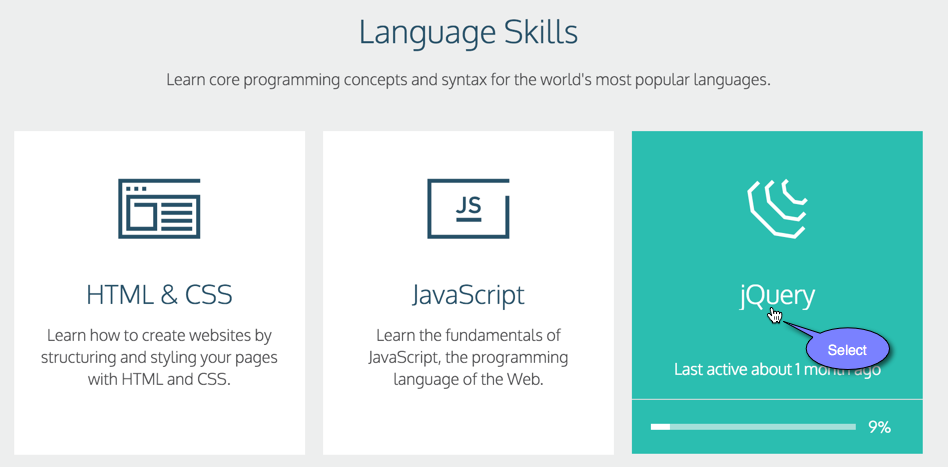 Language Skills
Learn core programming concepts and syntax for the world's most popular languages.
JS
HTML & CSS
Learn how to create websites by
structuring and styling your pages
with HTML and CSS.
JavaScript
Learn the fundamentals of
JavaScript, the programming
language of the Web.
jQuery
Select
Last active about 1 month ago
9%